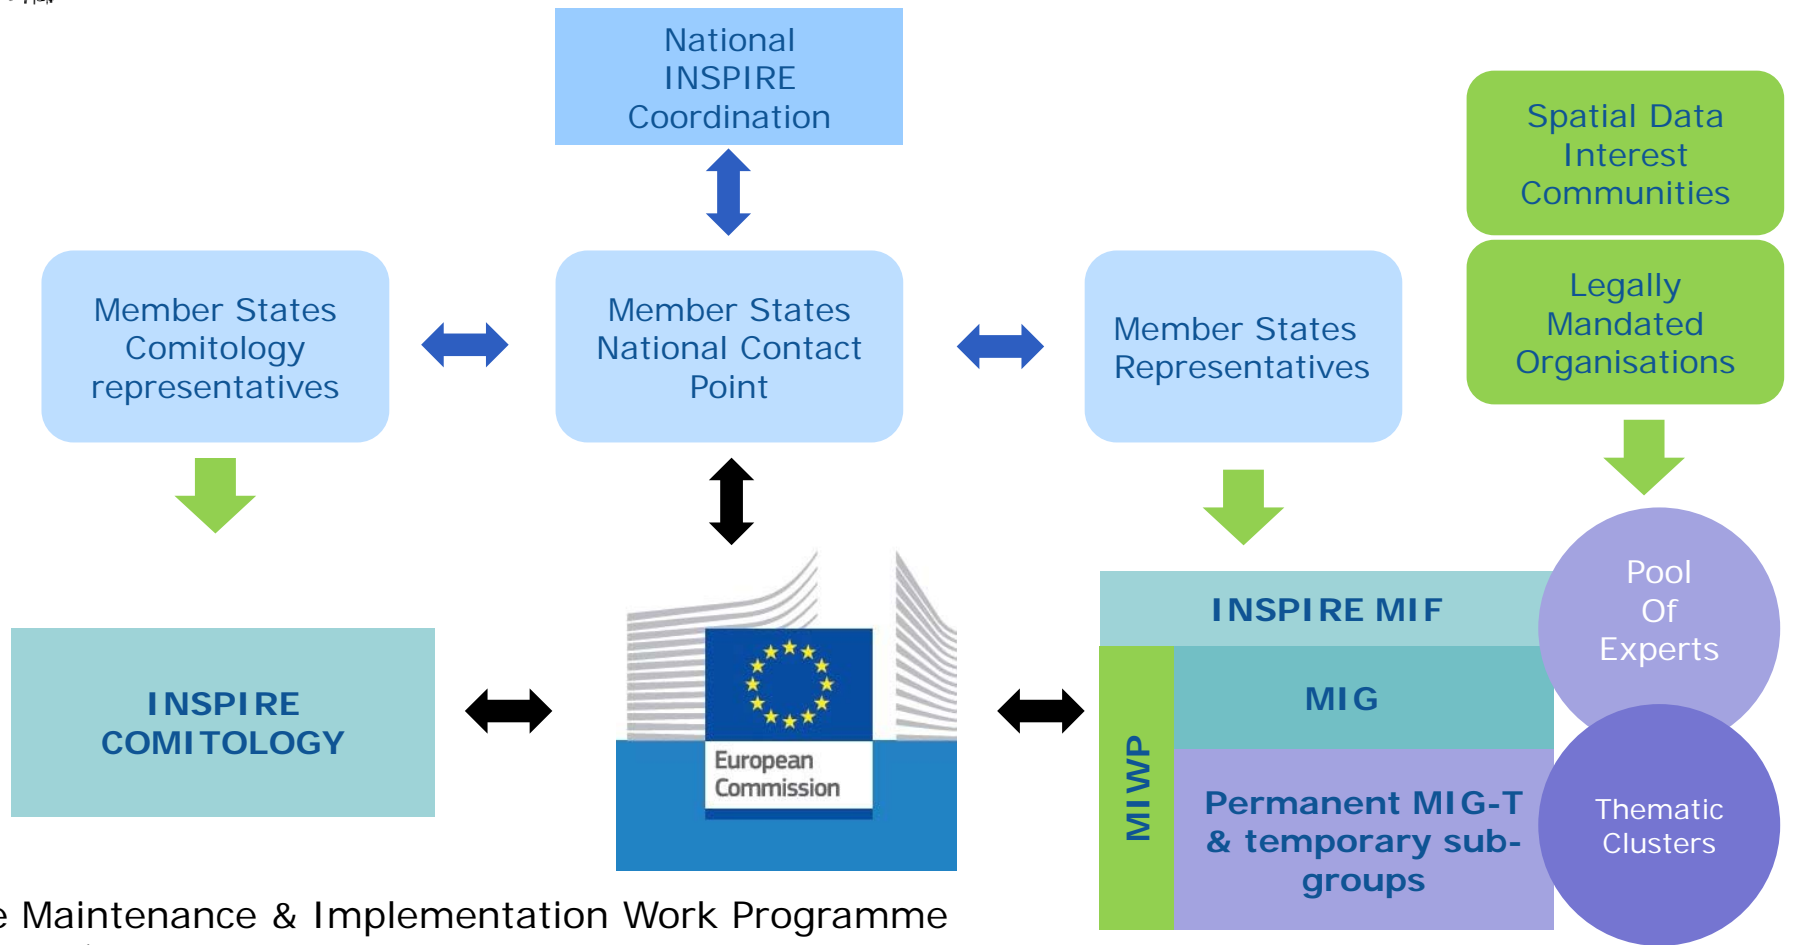 National
INSPIRE
Coordination
Spatial Data
Interest
Communities
Member States
Comitology
representatives
Member States
National Contact
Point
Member States
Representatives
Legally
Mandated
Organisations
INSPIRE
COMITOLOGY
European
Commission
INSPIRE MIF
MIG
MIWP
Permanent MIG-T
& temporary sub-
groups
Pool
Of
Experts
Thematic
Clusters
Maintenance & Implementation Work Programme